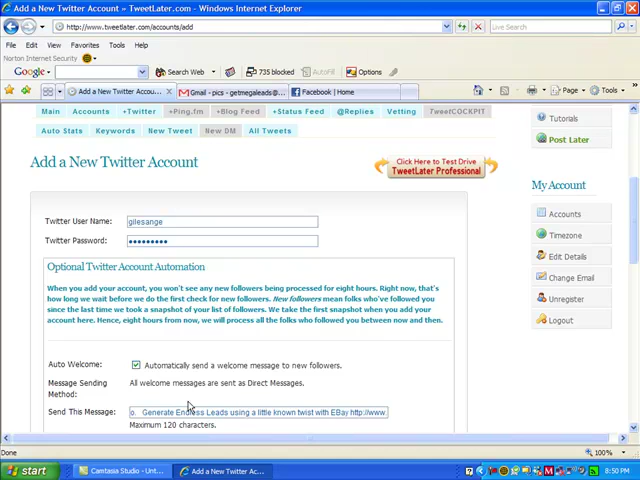 Add a New Twitter Account » TweetLater.com - Windows Internet Explorer
http://www.tweetlater.com/accounts/add
Live Search
File Edit View Favorites Tools Help
Norton Internet Security
Google Search Web 735 blocked AutoFill Options
Add a New Twitter Accou... Gmail - pics - getmegaleads@... Facebook | Home Page Tools
Main Accounts +Twitter +Ping.fm +Blog Feed +Status Feed @Replies Vetting TweetCOCKPIT
Auto Stats Keywords New Tweet New DM All Tweets
Tutorials
Post Later
Add a New Twitter Account
Click Here to Test Drive
TweetLater Professional
My Account
Accounts
Timezone
Edit Details
Change Email
Unregister
Logout
Twitter User Name: gilesange
Twitter Password: •••••••••
Optional Twitter Account Automation
When you add your account, you won't see any new followers being processed for eight hours. Right now, that's
how long we wait before we do the first check for new followers. New followers mean folks who've followed you
since the last time we took a snapshot of your list of followers. We take the first snapshot when you add your
account here. Hence, eight hours from now, we will process all the folks who followed you between now and then.
Auto Welcome: Automatically send a welcome message to new followers.
Message Sending All welcome messages are sent as Direct Messages.
Method:
Send This Message: o. Generate Endless Leads using a little known twist with EBay http://www.
Maximum 120 characters.
Done 100%
start Camtasia Studio - Unt... Add a New Twitter Ac... 8:50 PM